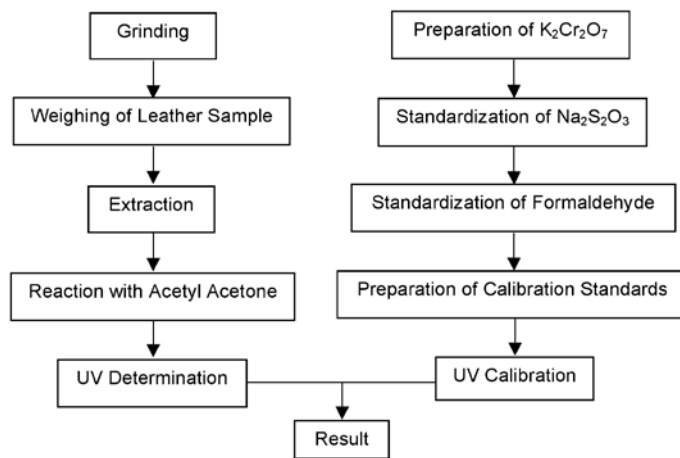 Grinding
Weighing of Leather Sample
Extraction
Reaction with Acetyl Acetone
UV Determination
Preparation of K₂Cr₂O₇
Standardization of Na₂S₂O₃
Standardization of Formaldehyde
Preparation of Calibration Standards
UV Calibration
Result